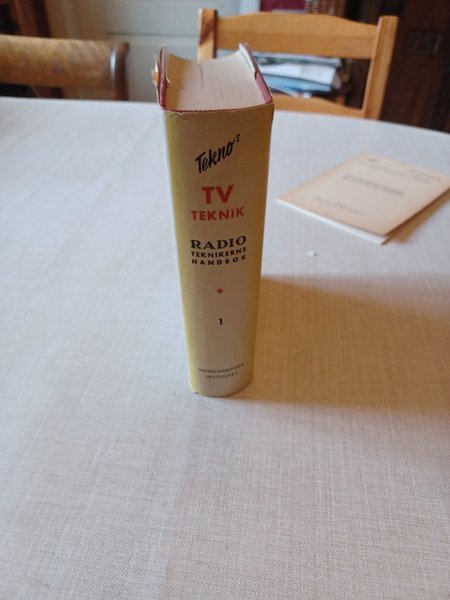 Tekno's
TV
TEKNIK
RADIO
TEKNIKERNS
HANDBOK
1
TEKNOGRAFISKA
INSTITUTET